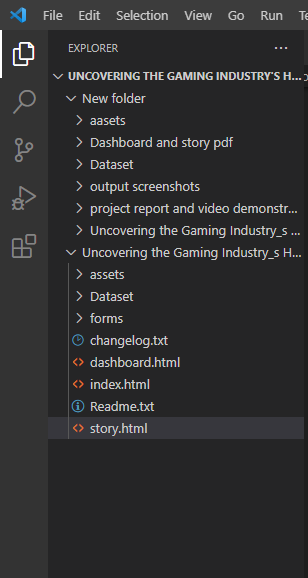 File Edit Selection View Go Run Te
EXPLORER ...
UNCOVERING THE GAMING INDUSTRY'S H...
New folder
aasets
Dashboard and story pdf
Dataset
output screenshots
project report and video demonstr...
Uncovering the Gaming Industry_s ...
Uncovering the Gaming Industry_s H...
assets
Dataset
forms
changelog.txt
dashboard.html
index.html
Readme.txt
story.html